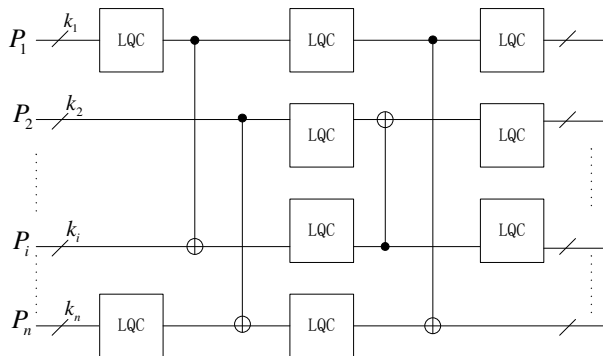 P₁ k₁ LQC LQC LQC
P₂ k₂ LQC LQC
Pᵢ kᵢ LQC LQC
Pₙ kₙ LQC LQC